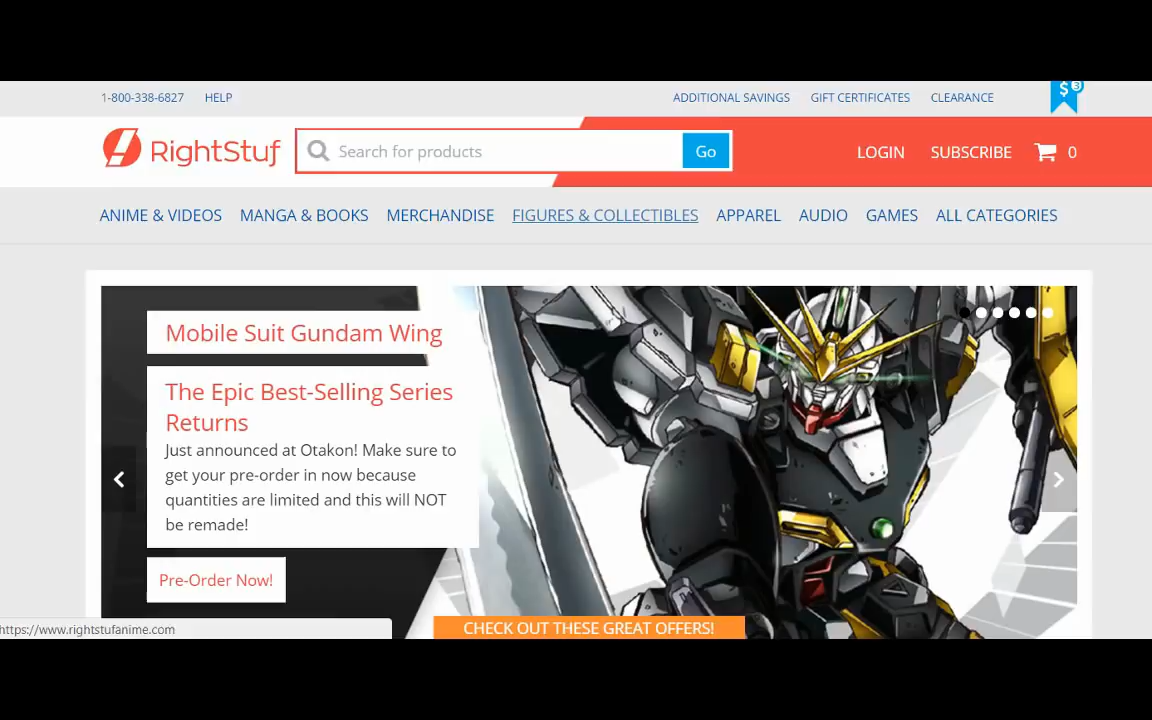 1-800-338-6827 HELP ADDITIONAL SAVINGS GIFT CERTIFICATES CLEARANCE $ 3
RightStuf Search for products Go LOGIN SUBSCRIBE 0
ANIME & VIDEOS MANGA & BOOKS MERCHANDISE FIGURES & COLLECTIBLES APPAREL AUDIO GAMES ALL CATEGORIES
Mobile Suit Gundam Wing
The Epic Best-Selling Series
Returns
Just announced at Otakon! Make sure to
get your pre-order in now because
quantities are limited and this will NOT
be remade!
Pre-Order Now!
https://www.rightstufanime.com
CHECK OUT THESE GREAT OFFERS!